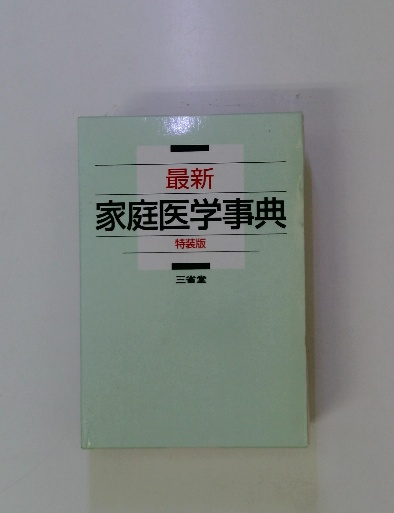 最新
家庭医学事典
特装版
三省堂